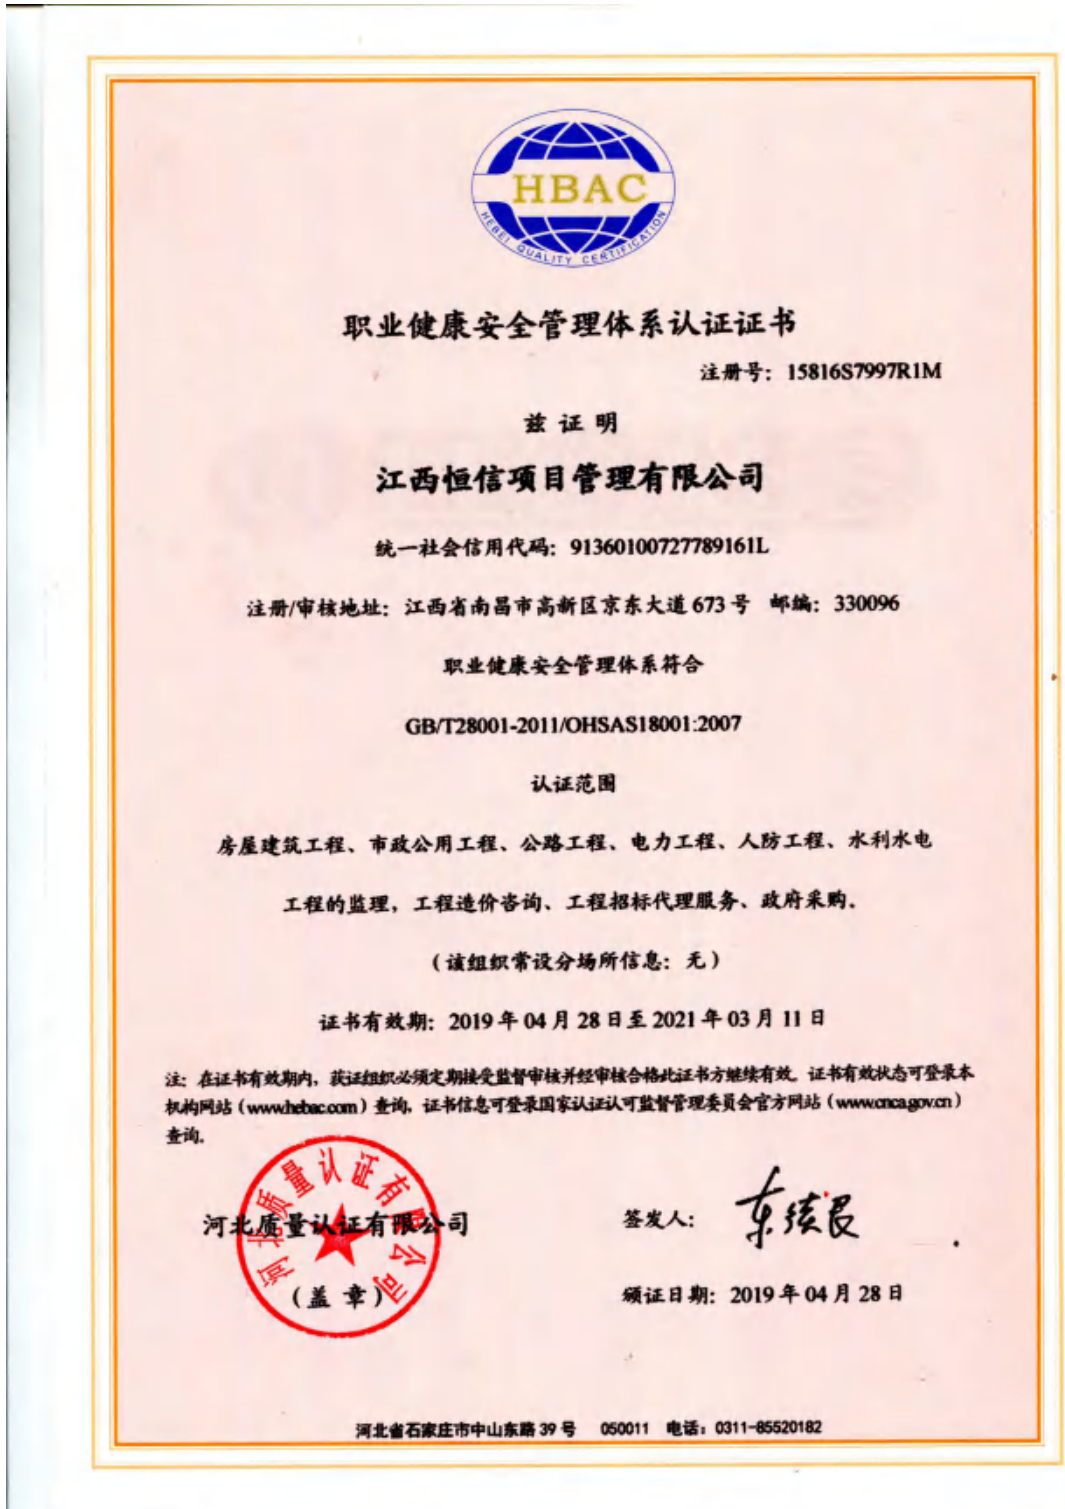 HBAC
HEBEI QUALITY CERTIFICATION
职业健康安全管理体系认证证书
注册号：15816S7997R1M
兹证明
江西恒信项目管理有限公司
统一社会信用代码：91360100727789161L
注册/审核地址：江西省南昌市高新区京东大道673号 邮编：330096
职业健康安全管理体系符合
GB/T28001-2011/OHSAS18001:2007
认证范围
房屋建筑工程、市政公用工程、公路工程、电力工程、人防工程、水利水电
工程的监理，工程造价咨询、工程招标代理服务、政府采购。
（该组织常设分场所信息：无）
证书有效期：2019年04月28日至2021年03月11日
注：在证书有效期内，获证组织必须定期接受监督审核并经审核合格此证书方继续有效。证书有效状态可登录本
机构网站（www.hebac.com）查询，证书信息可登录国家认证认可监督管理委员会官方网站（www.cnca.gov.cn）
查询。
河北质量认证有限公司
河北质量认证有限公司
（盖 章）
签发人：
颁证日期：2019年04月28日
河北省石家庄市中山东路39号 050011 电话：0311-85520182